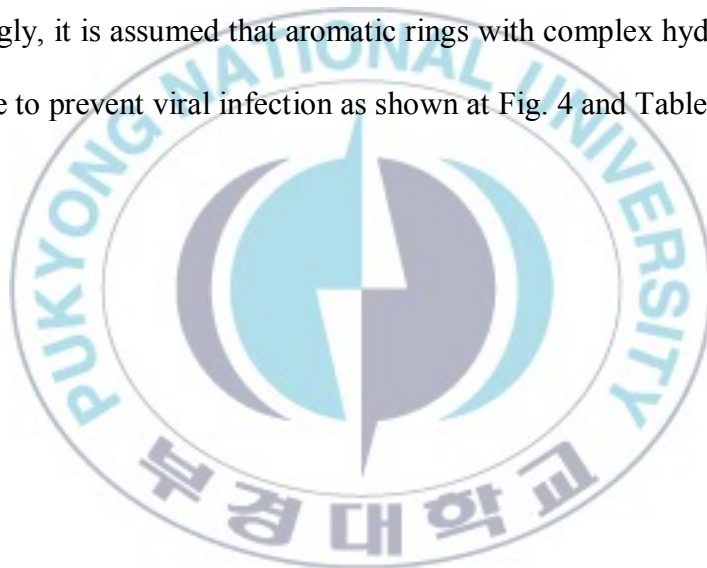 gly, it is assumed that aromatic rings with complex hyd
e to prevent viral infection as shown at Fig. 4 and Table
PUKYONG NATIONAL UNIVERSITY
부경대학교